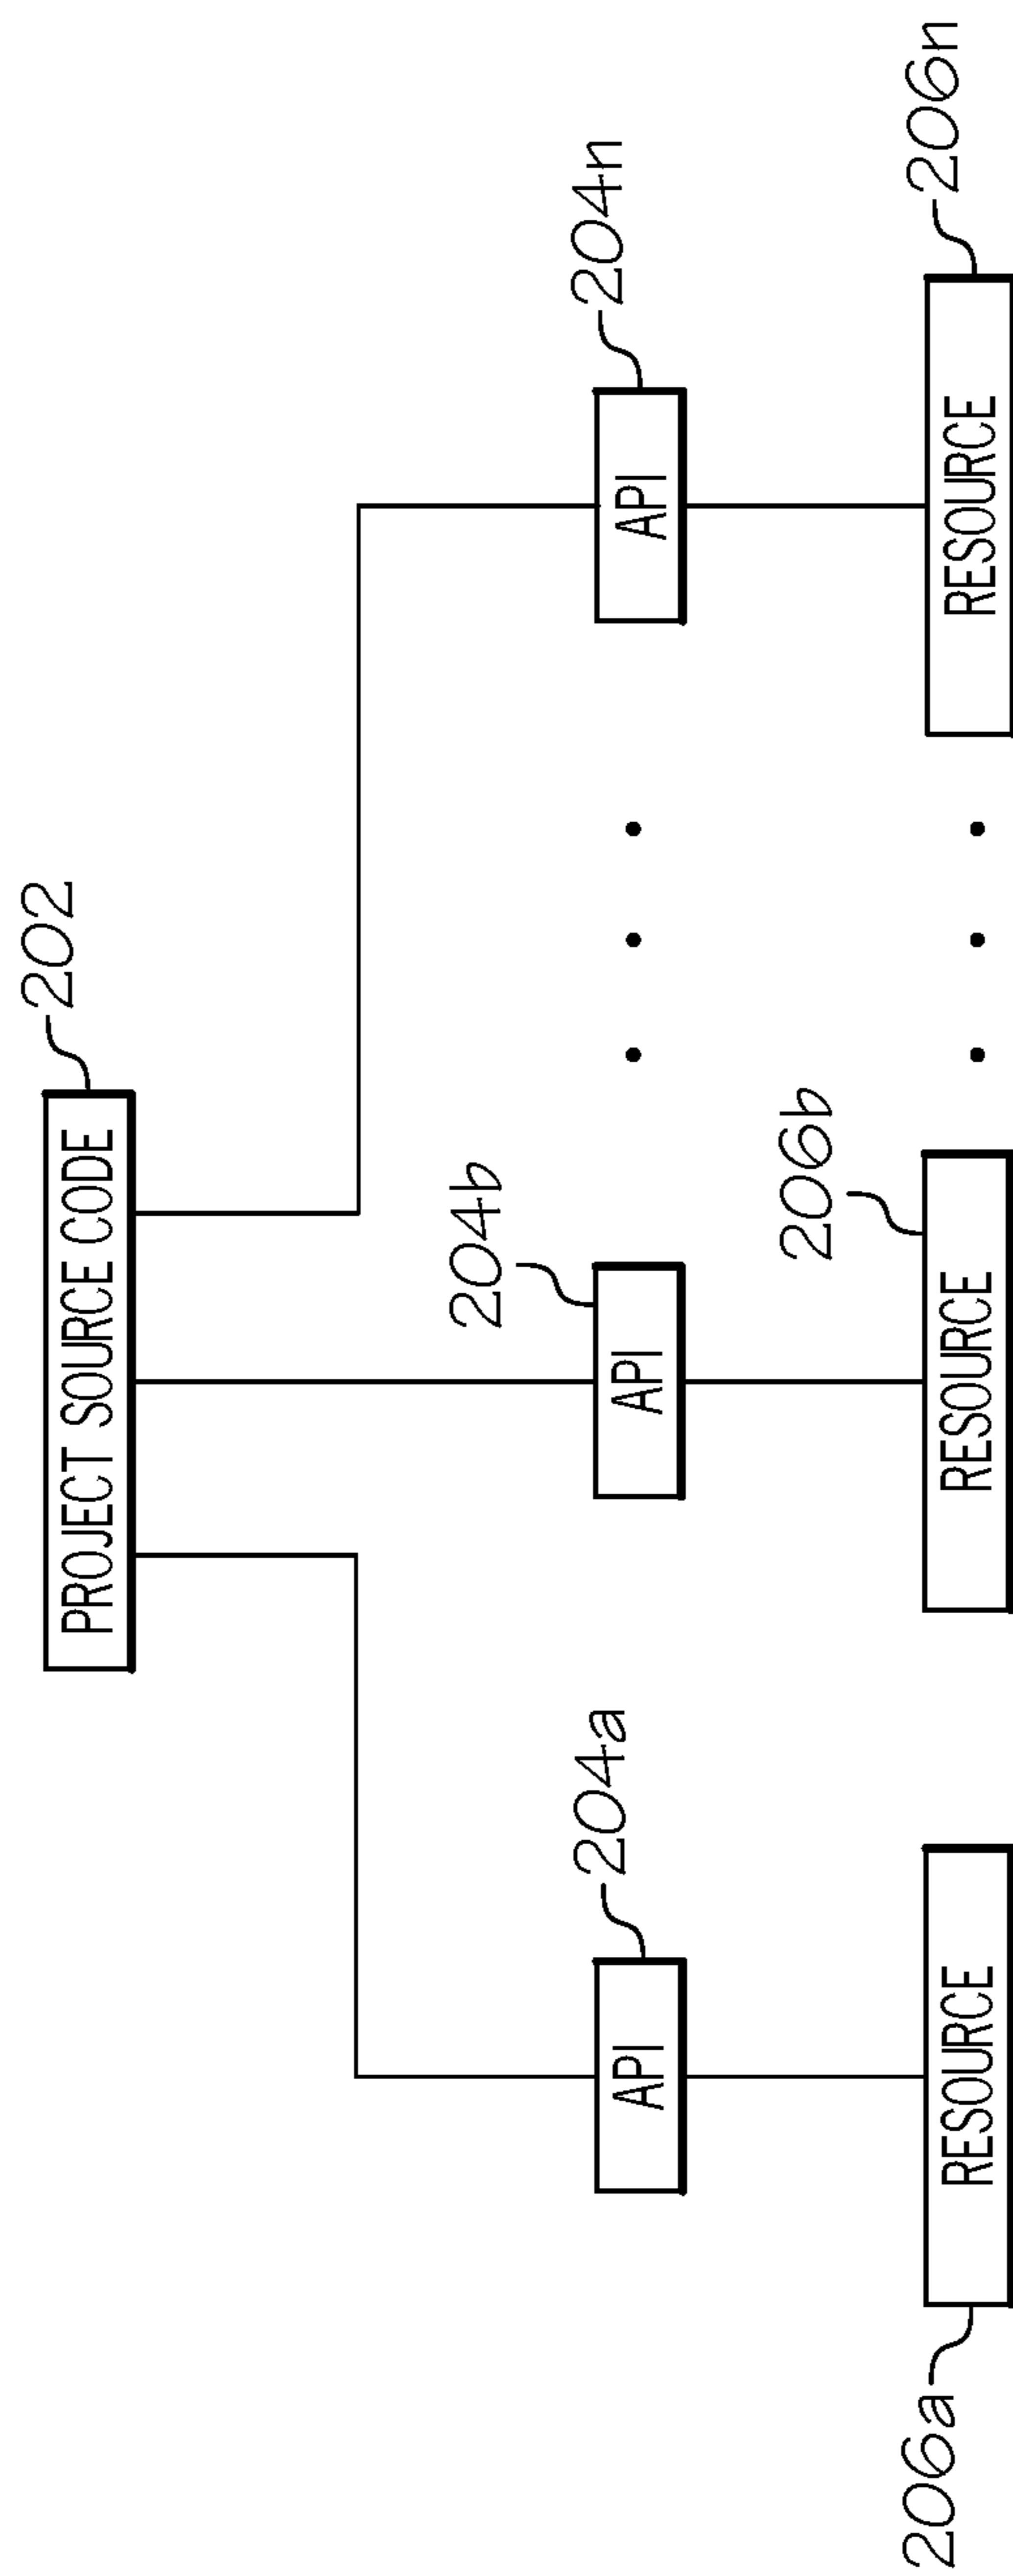 PROJECT SOURCE CODE
202
204a
API
204b
API
204n
API
206a
RESOURCE
206b
RESOURCE
206n
RESOURCE